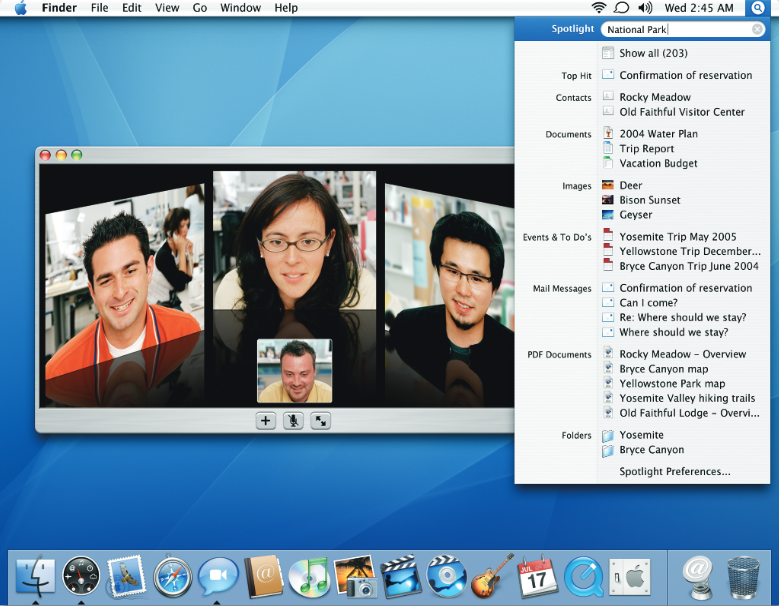 Finder File Edit View Go Window Help
Wed 2:45 AM
Spotlight National Park
Show all (203)
Top Hit Confirmation of reservation
Contacts Rocky Meadow
Old Faithful Visitor Center
Documents 2004 Water Plan
Trip Report
Vacation Budget
Images Deer
Bison Sunset
Geyser
Events & To Do's Yosemite Trip May 2005
Yellowstone Trip December...
Bryce Canyon Trip June 2004
Mail Messages Confirmation of reservation
Can I come?
Re: Where should we stay?
Where should we stay?
PDF Documents Rocky Meadow – Overview
Bryce Canyon map
Yellowstone Park map
Yosemite Valley hiking trails
Old Faithful Lodge – Overvi...
Folders Yosemite
Bryce Canyon
Spotlight Preferences...
@
JUL
17
@